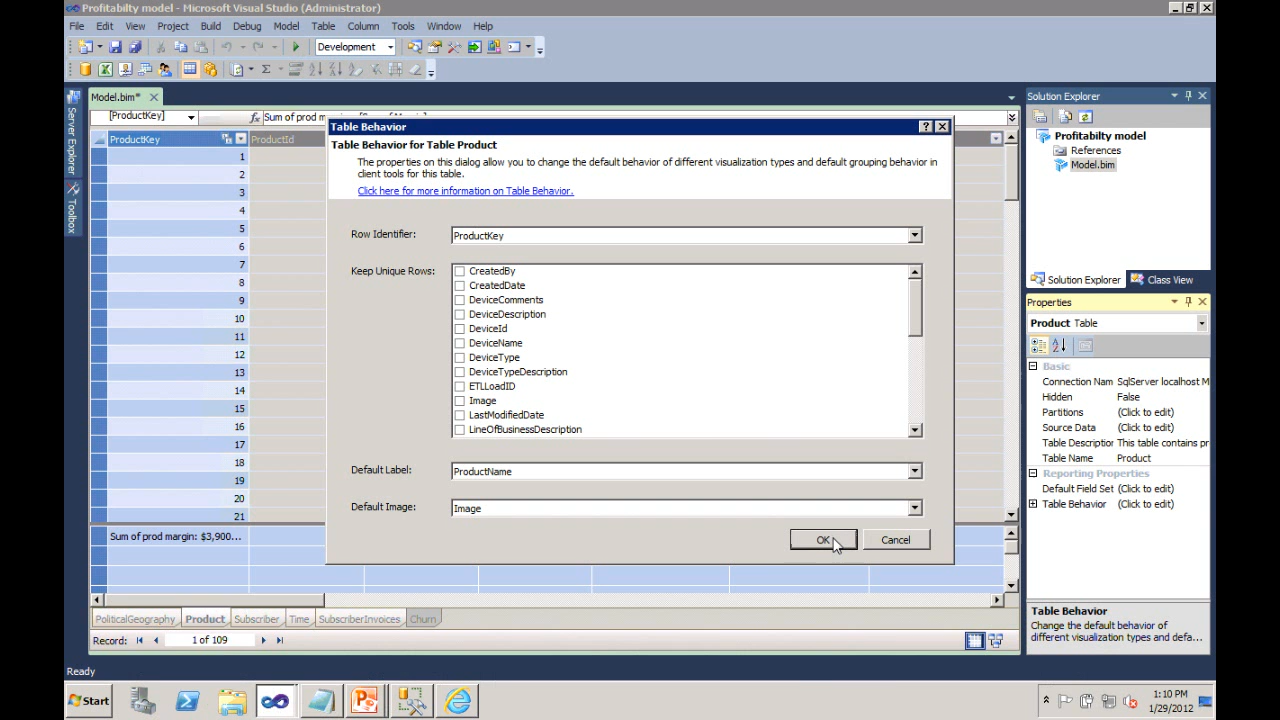 Profitabilty model - Microsoft Visual Studio (Administrator)
File Edit View Project Build Debug Model Table Column Tools Window Help
Development
Model.bim*
[ProductKey]
fx Sum of prod
Server Explorer
Toolbox
ProductKey
ProductId
1
2
3
4
5
6
7
8
9
10
11
12
13
14
15
16
17
18
19
20
21
Sum of prod margin: $3,900...
PoliticalGeography Product Subscriber Time SubscriberInvoices Churn
Record: 1 of 109
Table Behavior
Table Behavior for Table Product
The properties on this dialog allow you to change the default behavior of different visualization types and default grouping behavior in
client tools for this table.
Click here for more information on Table Behavior.
Row Identifier: ProductKey
Keep Unique Rows:
CreatedBy
CreatedDate
DeviceComments
DeviceDescription
DeviceId
DeviceName
DeviceType
DeviceTypeDescription
ETLLoadID
Image
LastModifiedDate
LineOfBusinessDescription
Default Label: ProductName
Default Image: Image
OK Cancel
Solution Explorer
Profitabilty model
References
Model.bim
Solution Explorer Class View
Properties
Product Table
Basic
Connection Nam SqlServer localhost M
Hidden False
Partitions (Click to edit)
Source Data (Click to edit)
Table Description This table contains pr
Table Name Product
Reporting Properties
Default Field Set (Click to edit)
Table Behavior (Click to edit)
Table Behavior
Change the default behavior of
different visualization types and defa...
Ready
Start
1:10 PM
1/29/2012